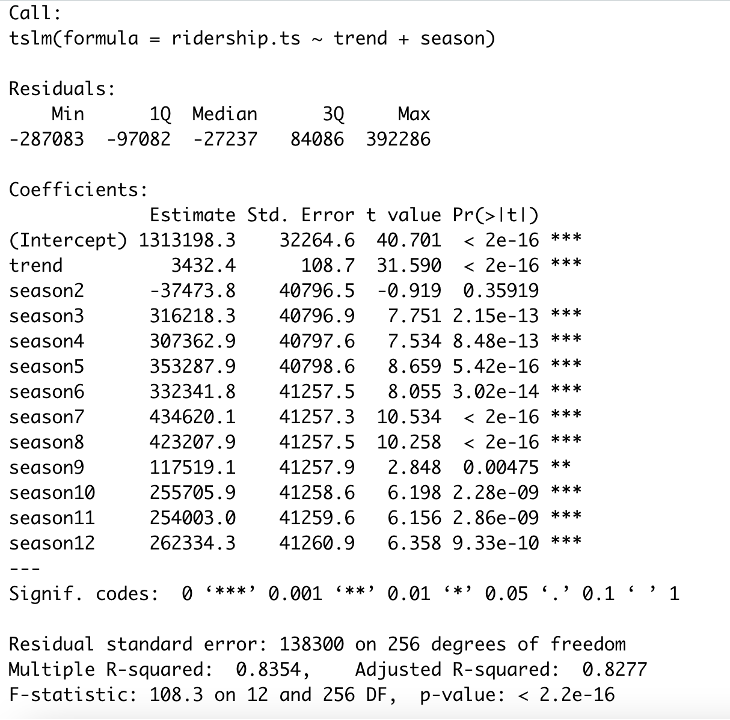 Call:
tslm(formula = ridership.ts ~ trend + season)
Residuals:
Min 1Q Median 3Q Max
-287083 -97082 -27237 84086 392286
Coefficients:
Estimate Std. Error t value Pr(>|t|)
(Intercept) 1313198.3 32264.6 40.701 < 2e-16 ***
trend 3432.4 108.7 31.590 < 2e-16 ***
season2 -37473.8 40796.5 -0.919 0.35919
season3 316218.3 40796.9 7.751 2.15e-13 ***
season4 307362.9 40797.6 7.534 8.48e-13 ***
season5 353287.9 40798.6 8.659 5.42e-16 ***
season6 332341.8 41257.5 8.055 3.02e-14 ***
season7 434620.1 41257.3 10.534 < 2e-16 ***
season8 423207.9 41257.5 10.258 < 2e-16 ***
season9 117519.1 41257.9 2.848 0.00475 **
season10 255705.9 41258.6 6.198 2.28e-09 ***
season11 254003.0 41259.6 6.156 2.86e-09 ***
season12 262334.3 41260.9 6.358 9.33e-10 ***
---
Signif. codes: 0 ‘***’ 0.001 ‘**’ 0.01 ‘*’ 0.05 ‘.’ 0.1 ‘ ’ 1
Residual standard error: 138300 on 256 degrees of freedom
Multiple R-squared: 0.8354, Adjusted R-squared: 0.8277
F-statistic: 108.3 on 12 and 256 DF, p-value: < 2.2e-16